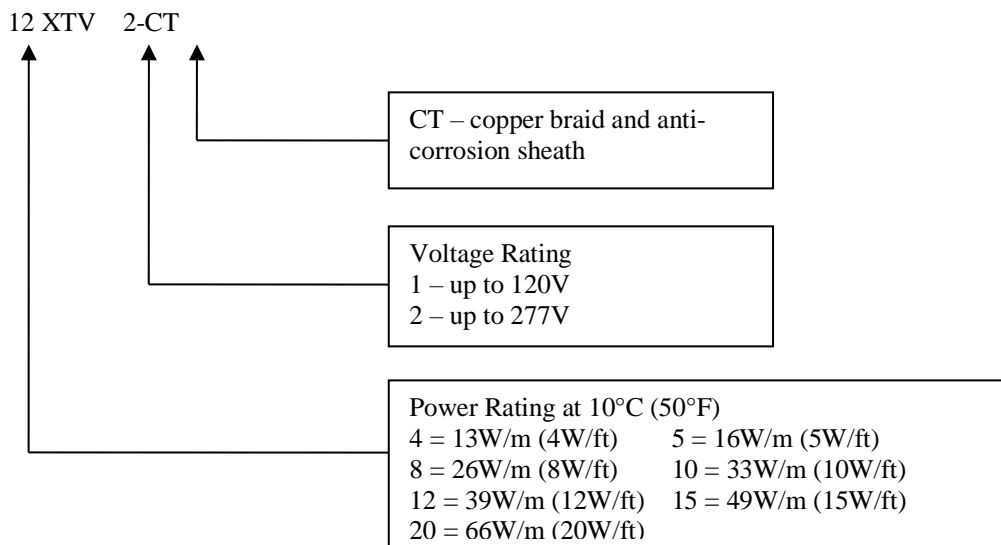 12 XTV 2-CT
CT – copper braid and anti-
corrosion sheath
Voltage Rating
1 – up to 120V
2 – up to 277V
Power Rating at 10°C (50°F)
4 = 13W/m (4W/ft) 5 = 16W/m (5W/ft)
8 = 26W/m (8W/ft) 10 = 33W/m (10W/ft)
12 = 39W/m (12W/ft) 15 = 49W/m (15W/ft)
20 = 66W/m (20W/ft)